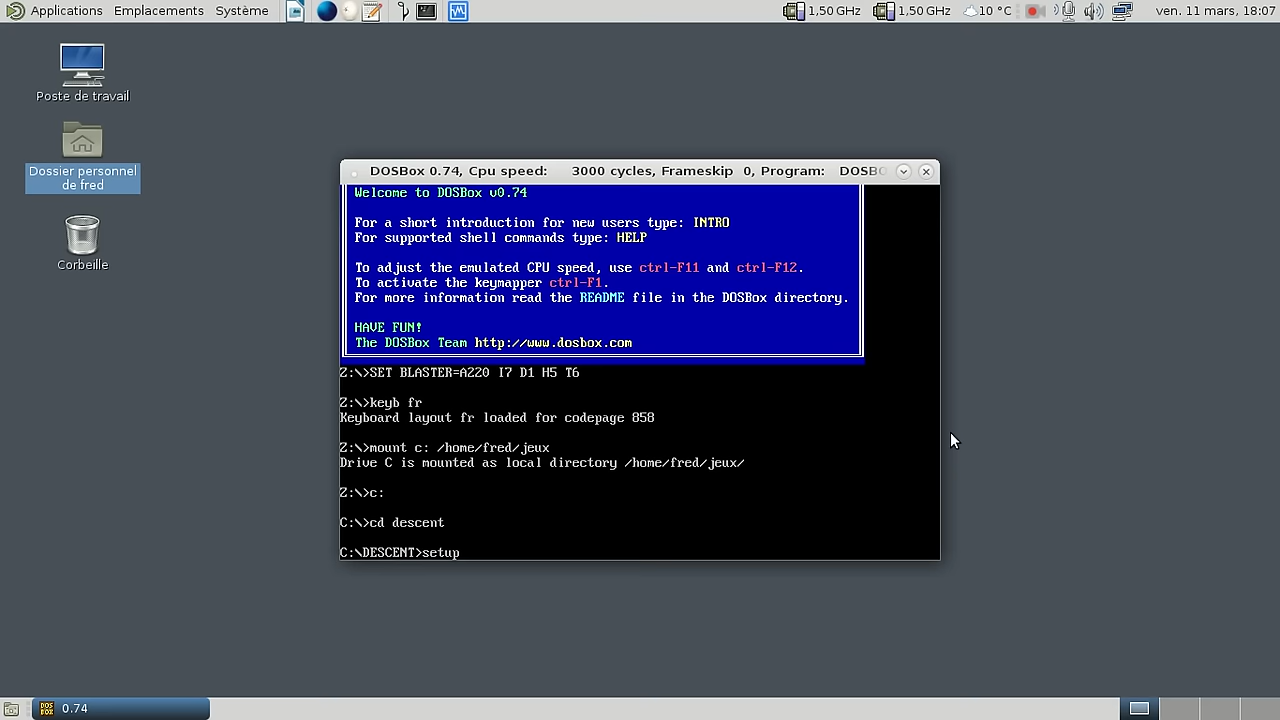 Applications Emplacements Système 1,50 GHz 1,50 GHz 10 °C ven. 11 mars, 18:07
Poste de travail
Dossier personnel
de fred
Corbeille
DOSBox 0.74, Cpu speed: 3000 cycles, Frameskip 0, Program: DOSBO
Welcome to DOSBox v0.74
For a short introduction for new users type: INTRO
For supported shell commands type: HELP
To adjust the emulated CPU speed, use ctrl-F11 and ctrl-F12.
To activate the keymapper ctrl-F1.
For more information read the README file in the DOSBox directory.
HAVE FUN!
The DOSBox Team http://www.dosbox.com
Z:\>SET BLASTER=A220 I7 D1 H5 T6
Z:\>keyb fr
Keyboard layout fr loaded for codepage 858
Z:\>mount c: /home/fred/jeux
Drive C is mounted as local directory /home/fred/jeux/
Z:\>c:
C:\>cd descent
C:\DESCENT>setup
DOS
BOX
0.74